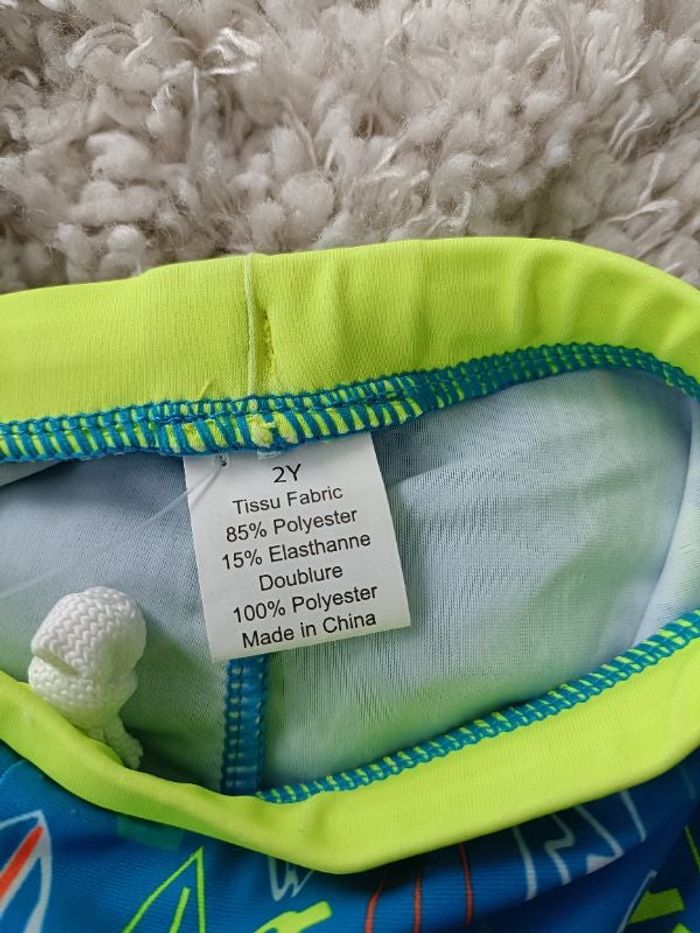 2Y
Tissu Fabric
85% Polyester
15% Elasthanne
Doublure
100% Polyester
Made in China